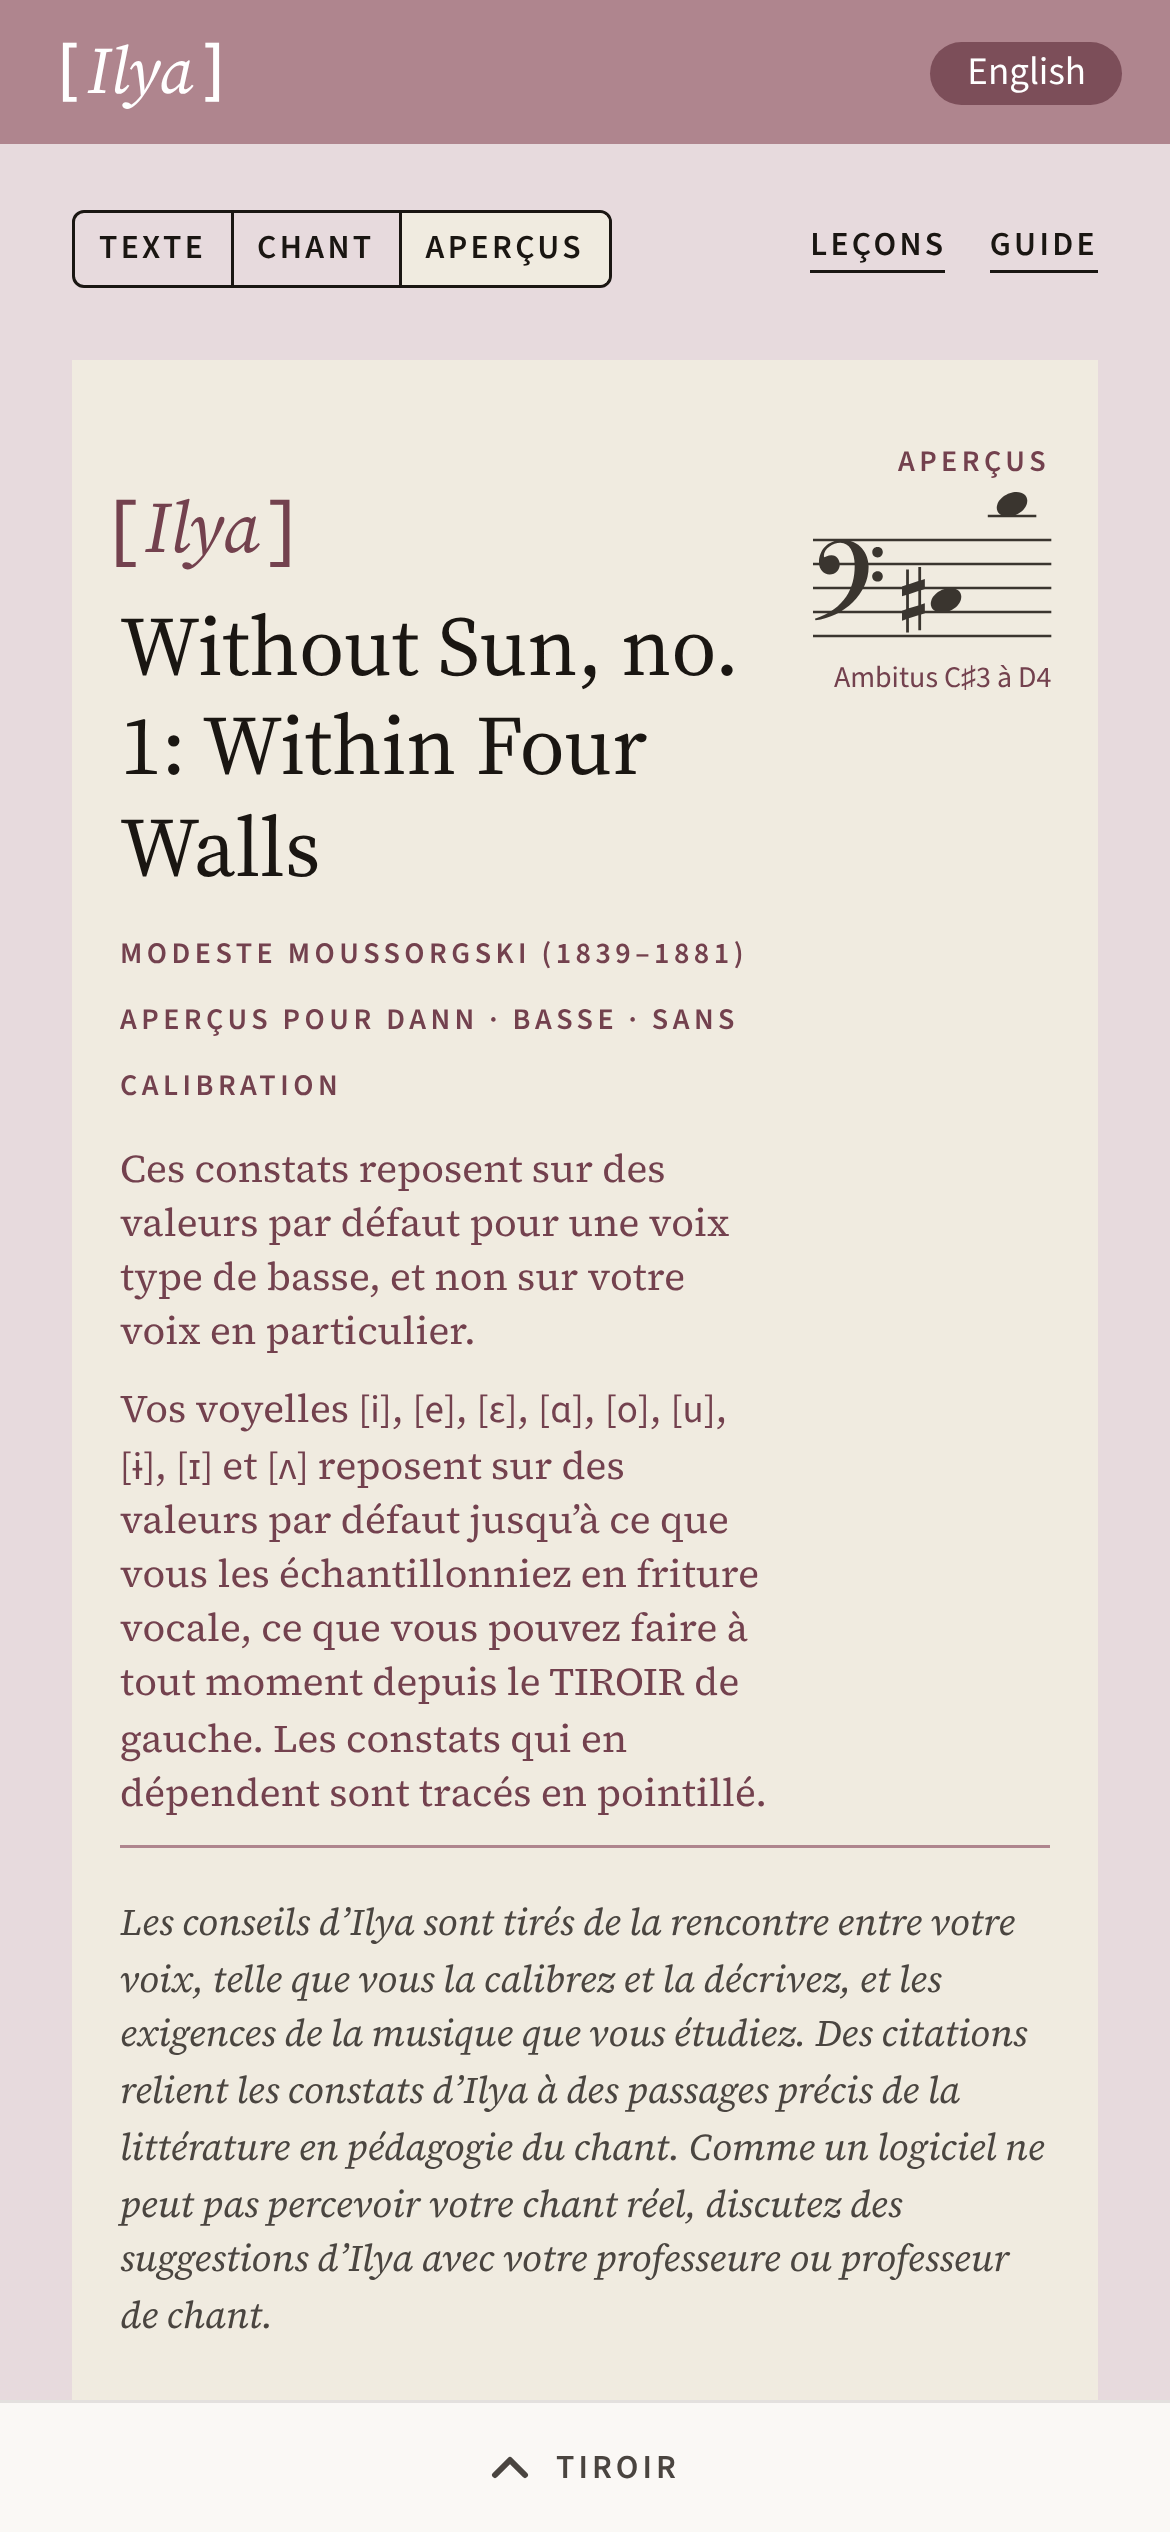 [Ilya]
English
TEXTE CHANT APERÇUS LEÇONS GUIDE
APERÇUS
[Ilya]
Ambitus C♯3 à D4
Without Sun, no.
1: Within Four
Walls
MODESTE MOUSSORGSKI (1839–1881)
APERÇUS POUR DANN · BASSE · SANS
CALIBRATION
Ces constats reposent sur des
valeurs par défaut pour une voix
type de basse, et non sur votre
voix en particulier.
Vos voyelles [i], [e], [ɛ], [ɑ], [o], [u],
[ɨ], [ɪ] et [ʌ] reposent sur des
valeurs par défaut jusqu’à ce que
vous les échantillonniez en friture
vocale, ce que vous pouvez faire à
tout moment depuis le TIROIR de
gauche. Les constats qui en
dépendent sont tracés en pointillé.
Les conseils d’Ilya sont tirés de la rencontre entre votre
voix, telle que vous la calibrez et la décrivez, et les
exigences de la musique que vous étudiez. Des citations
relient les constats d’Ilya à des passages précis de la
littérature en pédagogie du chant. Comme un logiciel ne
peut pas percevoir votre chant réel, discutez des
suggestions d’Ilya avec votre professeure ou professeur
de chant.
TIROIR